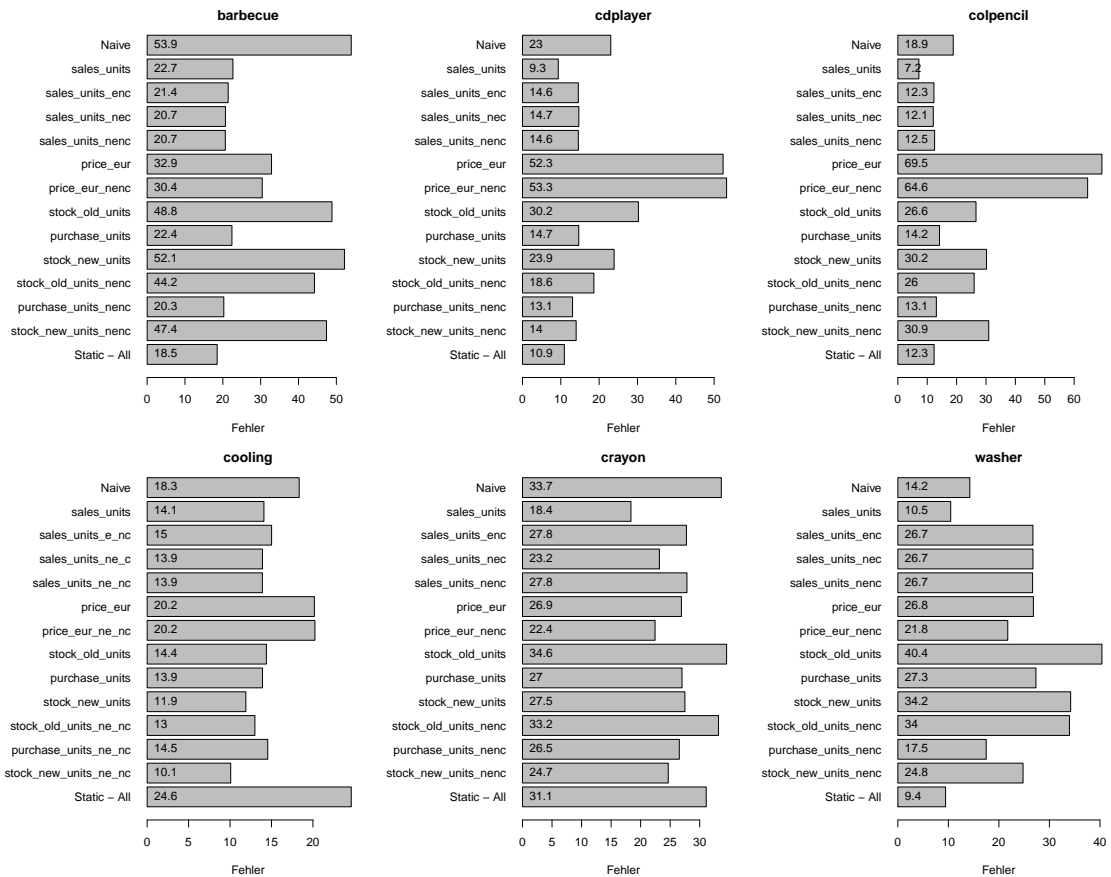 barbecue
Naive 53.9
sales_units 22.7
sales_units_enc 21.4
sales_units_nec 20.7
sales_units_nenc 20.7
price_eur 32.9
price_eur_nenc 30.4
stock_old_units 48.8
purchase_units 22.4
stock_new_units 52.1
stock_old_units_nenc 44.2
purchase_units_nenc 20.3
stock_new_units_nenc 47.4
Static – All 18.5
0 10 20 30 40 50
Fehler
cdplayer
Naive 23
sales_units 9.3
sales_units_enc 14.6
sales_units_nec 14.7
sales_units_nenc 14.6
price_eur 52.3
price_eur_nenc 53.3
stock_old_units 30.2
purchase_units 14.7
stock_new_units 23.9
stock_old_units_nenc 18.6
purchase_units_nenc 13.1
stock_new_units_nenc 14
Static – All 10.9
0 10 20 30 40 50
Fehler
colpencil
Naive 18.9
sales_units 7.2
sales_units_enc 12.3
sales_units_nec 12.1
sales_units_nenc 12.5
price_eur 69.5
price_eur_nenc 64.6
stock_old_units 26.6
purchase_units 14.2
stock_new_units 30.2
stock_old_units_nenc 26
purchase_units_nenc 13.1
stock_new_units_nenc 30.9
Static – All 12.3
0 10 20 30 40 50 60
Fehler
cooling
Naive 18.3
sales_units 14.1
sales_units_e_nc 15
sales_units_ne_c 13.9
sales_units_ne_nc 13.9
price_eur 20.2
price_eur_ne_nc 20.2
stock_old_units 14.4
purchase_units 13.9
stock_new_units 11.9
stock_old_units_ne_nc 13
purchase_units_ne_nc 14.5
stock_new_units_ne_nc 10.1
Static – All 24.6
0 5 10 15 20
Fehler
crayon
Naive 33.7
sales_units 18.4
sales_units_enc 27.8
sales_units_nec 23.2
sales_units_nenc 27.8
price_eur 26.9
price_eur_nenc 22.4
stock_old_units 34.6
purchase_units 27
stock_new_units 27.5
stock_old_units_nenc 33.2
purchase_units_nenc 26.5
stock_new_units_nenc 24.7
Static – All 31.1
0 5 10 15 20 25 30
Fehler
washer
Naive 14.2
sales_units 10.5
sales_units_enc 26.7
sales_units_nec 26.7
sales_units_nenc 26.7
price_eur 26.8
price_eur_nenc 21.8
stock_old_units 40.4
purchase_units 27.3
stock_new_units 34.2
stock_old_units_nenc 34
purchase_units_nenc 17.5
stock_new_units_nenc 24.8
Static – All 9.4
0 10 20 30 40
Fehler